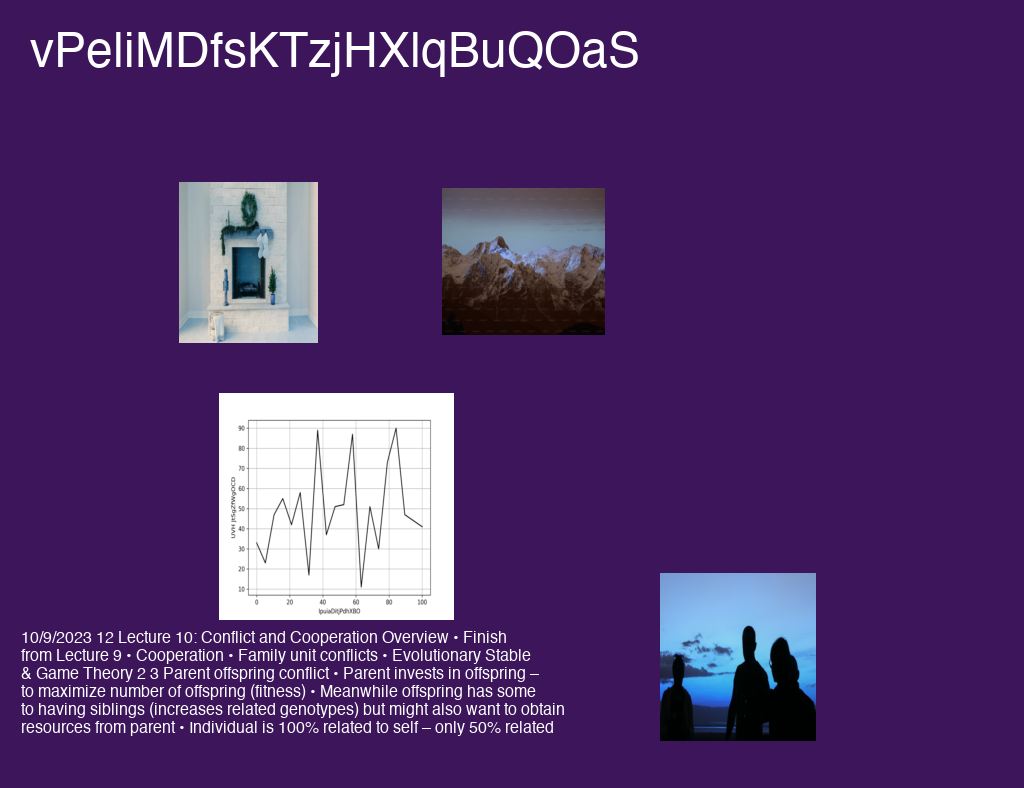 vPeliMDfsKTzjHXlqBuQOaS
90
80
70
60
50
40
30
20
10
0 20 40 60 80 100
10/9/2023 12 Lecture 10: Conflict and Cooperation Overview • Finish
from Lecture 9 • Cooperation • Family unit conflicts • Evolutionary Stable
& Game Theory 2 3 Parent offspring conflict • Parent invests in offspring –
to maximize number of offspring (fitness) • Meanwhile offspring has some
to having siblings (increases related genotypes) but might also want to obtain
resources from parent • Individual is 100% related to self – only 50% related